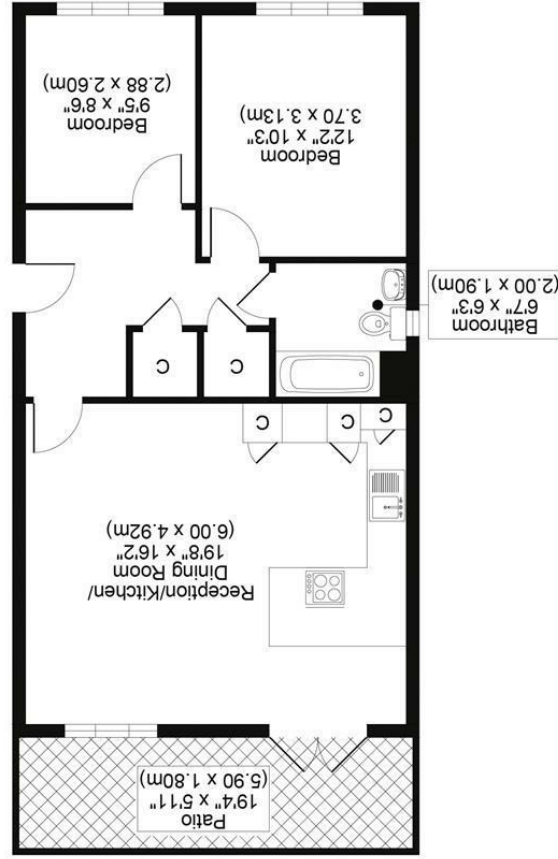 Patio
19'4" x 5'11"
(5.90 x 1.80m)
Reception/Kitchen/
Dining Room
19'8" x 16'2"
(6.00 x 4.92m)
C
C
C
C
C
Bathroom
6'7" x 6'3"
(2.00 x 1.90m)
Bedroom
12'2" x 10'3"
3.70 x 3.13m)
Bedroom
9'5" x 8'6"
(2.88 x 2.60m)